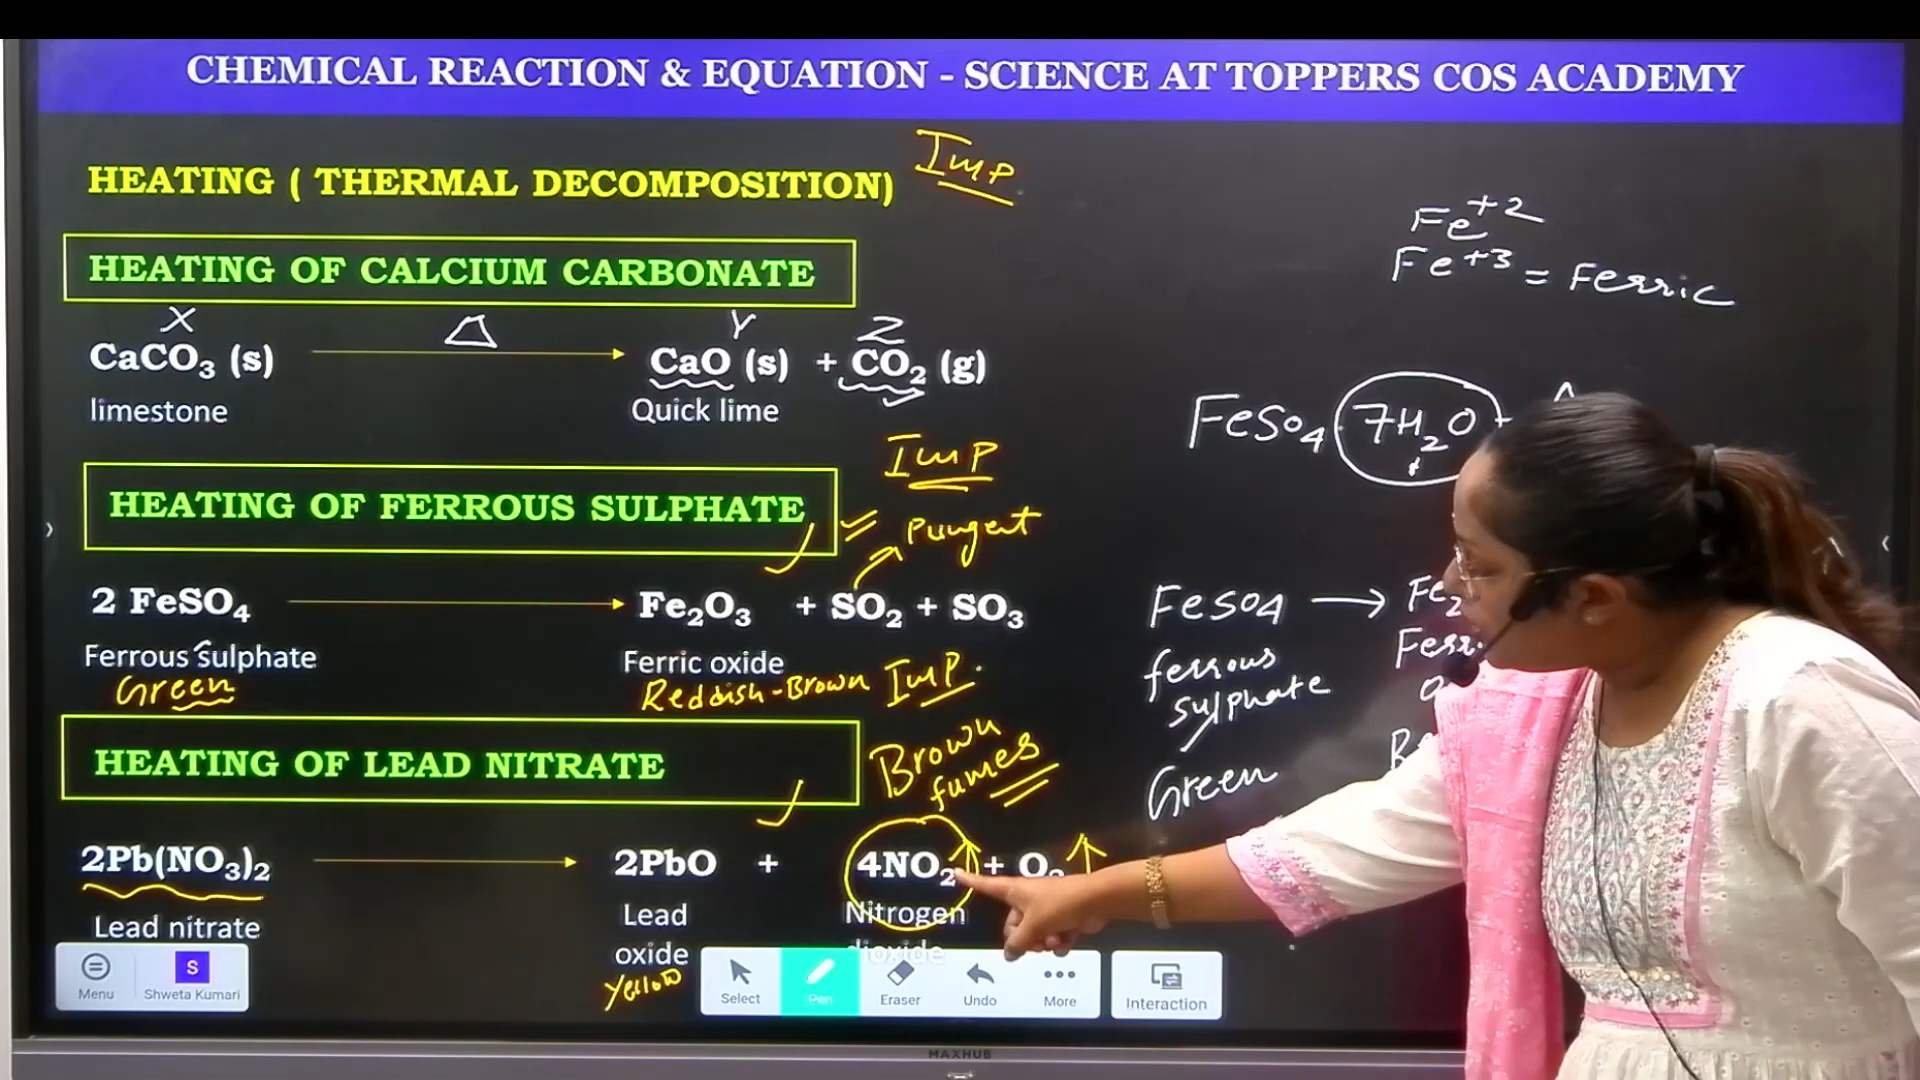 CHEMICAL REACTION & EQUATION - SCIENCE AT TOPPERS COS ACADEMY
HEATING ( THERMAL DECOMPOSITION) Imp
HEATING OF CALCIUM CARBONATE
X Δ Y Z
CaCO₃ (s) → CaO (s) + CO₂ (g)
limestone Quick lime
Imp
HEATING OF FERROUS SULPHATE
Pungent
2 FeSO₄ → Fe₂O₃ + SO₂ + SO₃
Ferrous sulphate Ferric oxide
Green Reddish-Brown Imp.
HEATING OF LEAD NITRATE
Brown
fumes
2Pb(NO₃)₂ → 2PbO + 4NO₂ ↑ + O₂ ↑
Lead nitrate Lead Nitrogen
oxide dioxide
Yellow
Fe⁺²
Fe⁺³ = Ferric
FeSO₄ 7H₂O
FeSO4 → Fe₂
ferrous
sulphate
Green
Menu
S
Shweta Kumari
Select
Pen
Eraser
Undo
More
Interaction
MAXHUB